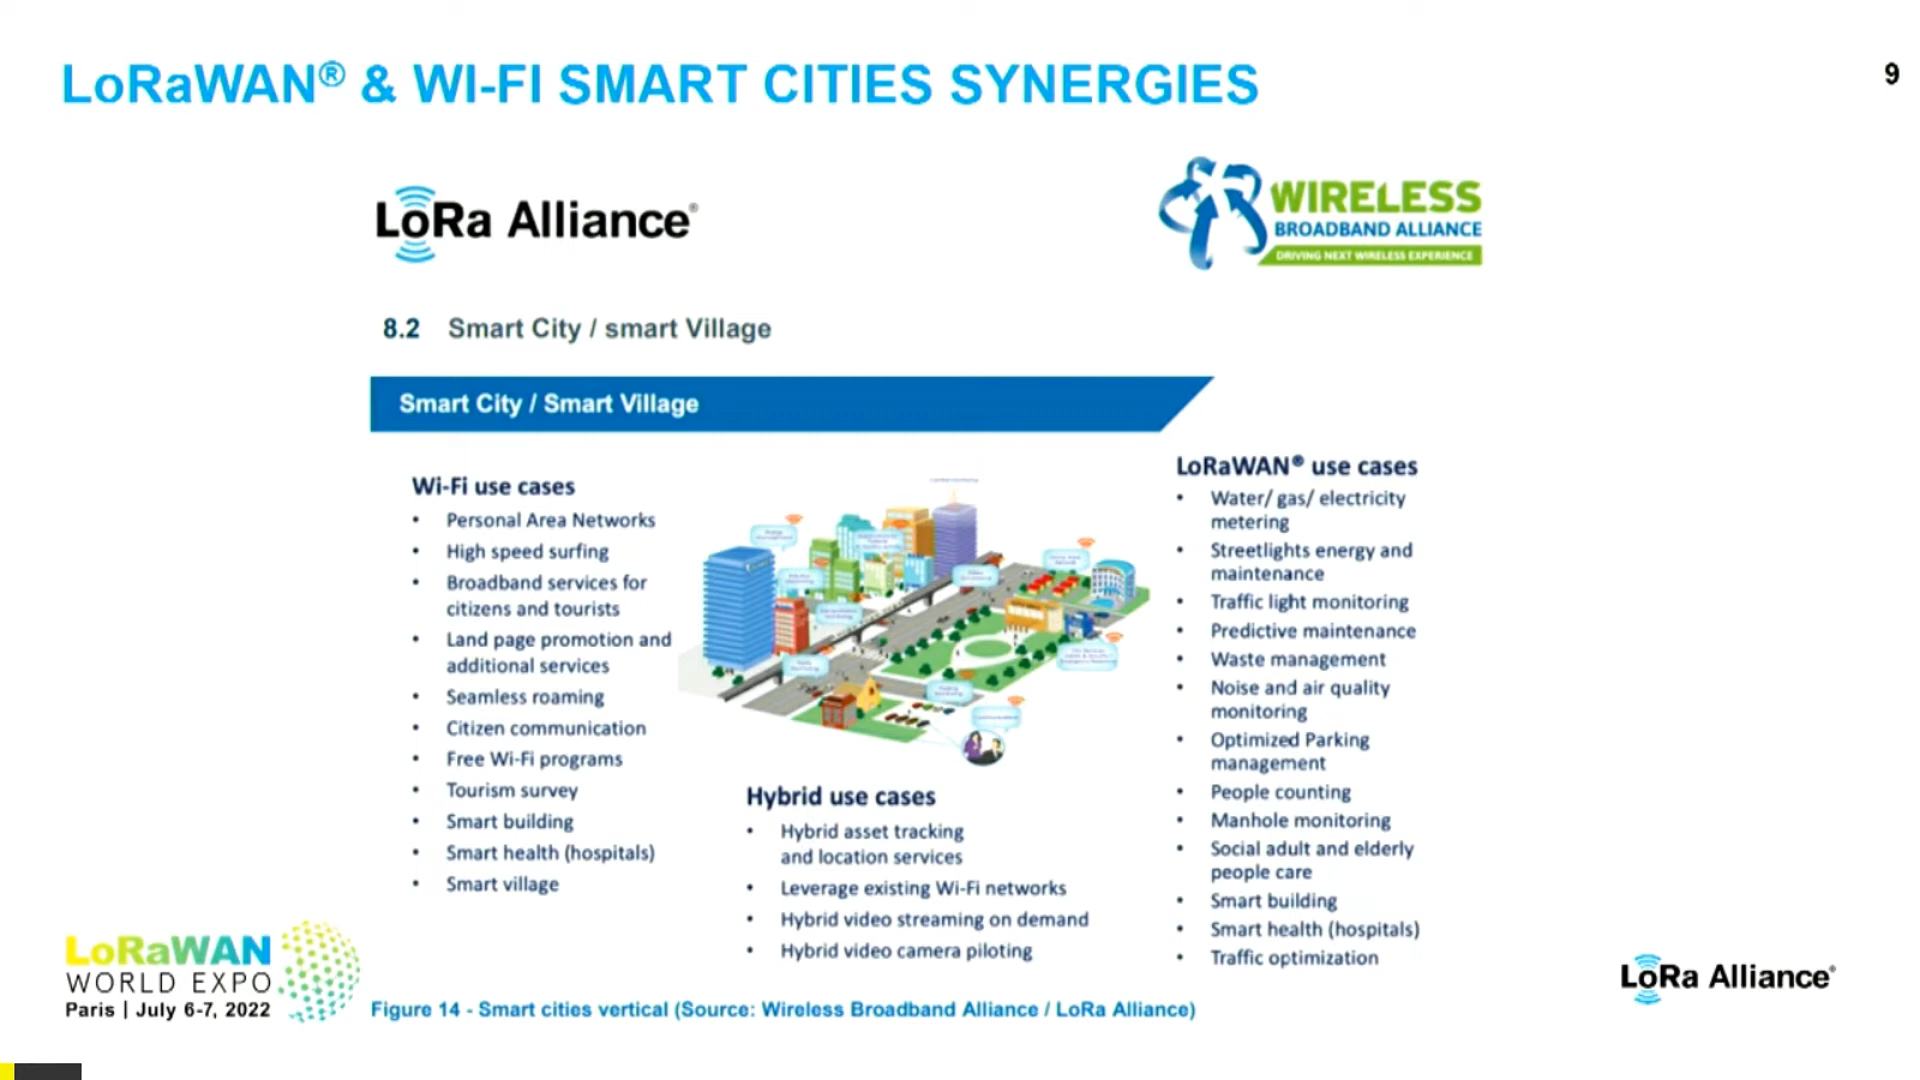 LoRaWAN® & WI-FI SMART CITIES SYNERGIES
9
LoRa Alliance®
WIRELESS
BROADBAND ALLIANCE
DRIVING NEXT WIRELESS EXPERIENCE
8.2 Smart City / smart Village
Smart City / Smart Village
Wi-Fi use cases
• Personal Area Networks
• High speed surfing
• Broadband services for
citizens and tourists
• Land page promotion and
additional services
• Seamless roaming
• Citizen communication
• Free Wi-Fi programs
• Tourism survey
• Smart building
• Smart health (hospitals)
• Smart village
Hybrid use cases
• Hybrid asset tracking
and location services
• Leverage existing Wi-Fi networks
• Hybrid video streaming on demand
• Hybrid video camera piloting
LoRaWAN® use cases
• Water/ gas/ electricity
metering
• Streetlights energy and
maintenance
• Traffic light monitoring
• Predictive maintenance
• Waste management
• Noise and air quality
monitoring
• Optimized Parking
management
• People counting
• Manhole monitoring
• Social adult and elderly
people care
• Smart building
• Smart health (hospitals)
• Traffic optimization
Figure 14 - Smart cities vertical (Source: Wireless Broadband Alliance / LoRa Alliance)
LoRaWAN
WORLD EXPO
Paris | July 6-7, 2022
LoRa Alliance®